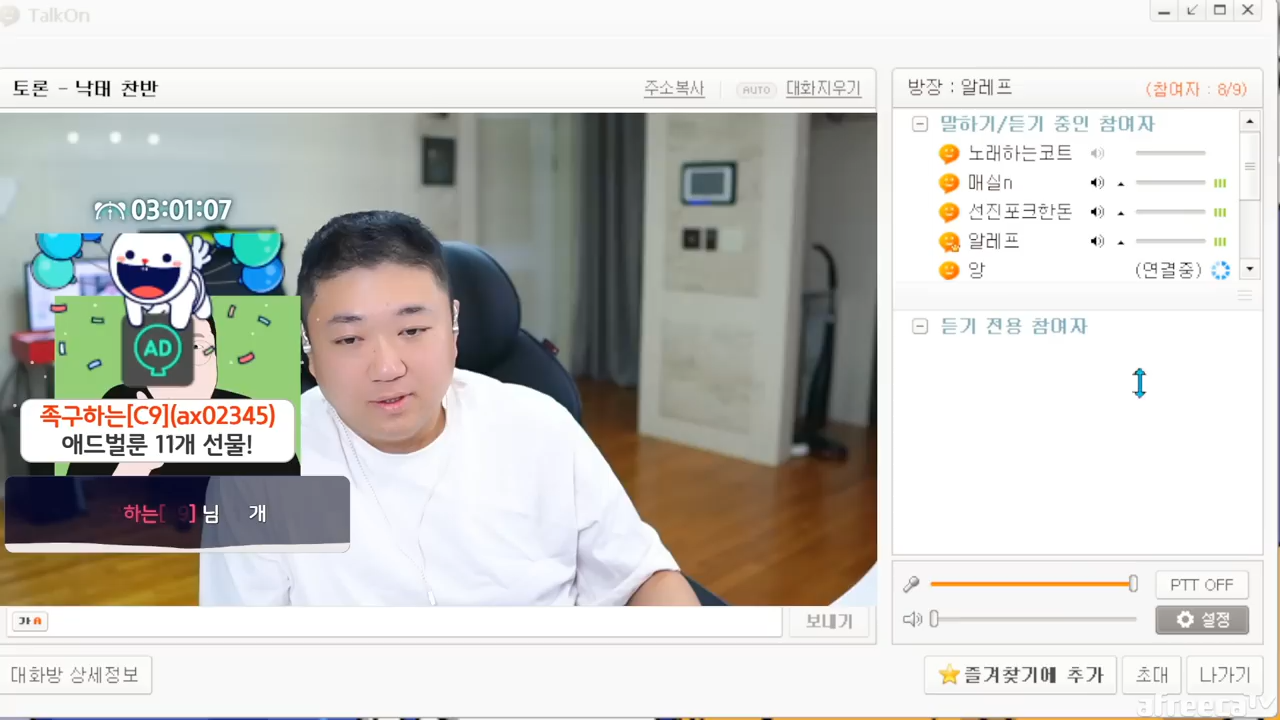 TalkOn
토론 - 낙태 찬반
주소복사
AUTO
대화지우기
방장 : 알레프
(참여자 : 8/9)
말하기/듣기 중인 참여자
노래하는코트
매실n
선진포크한돈
알레프
앙
(연결중)
듣기 전용 참여자
03:01:07
AD
족구하는[C9](ax02345)
애드벌룬 11개 선물!
하는[ 9]님 개
가A
보내기
PTT OFF
설정
대화방 상세정보
즐겨찾기에 추가
초대
나가기
afreecaTV